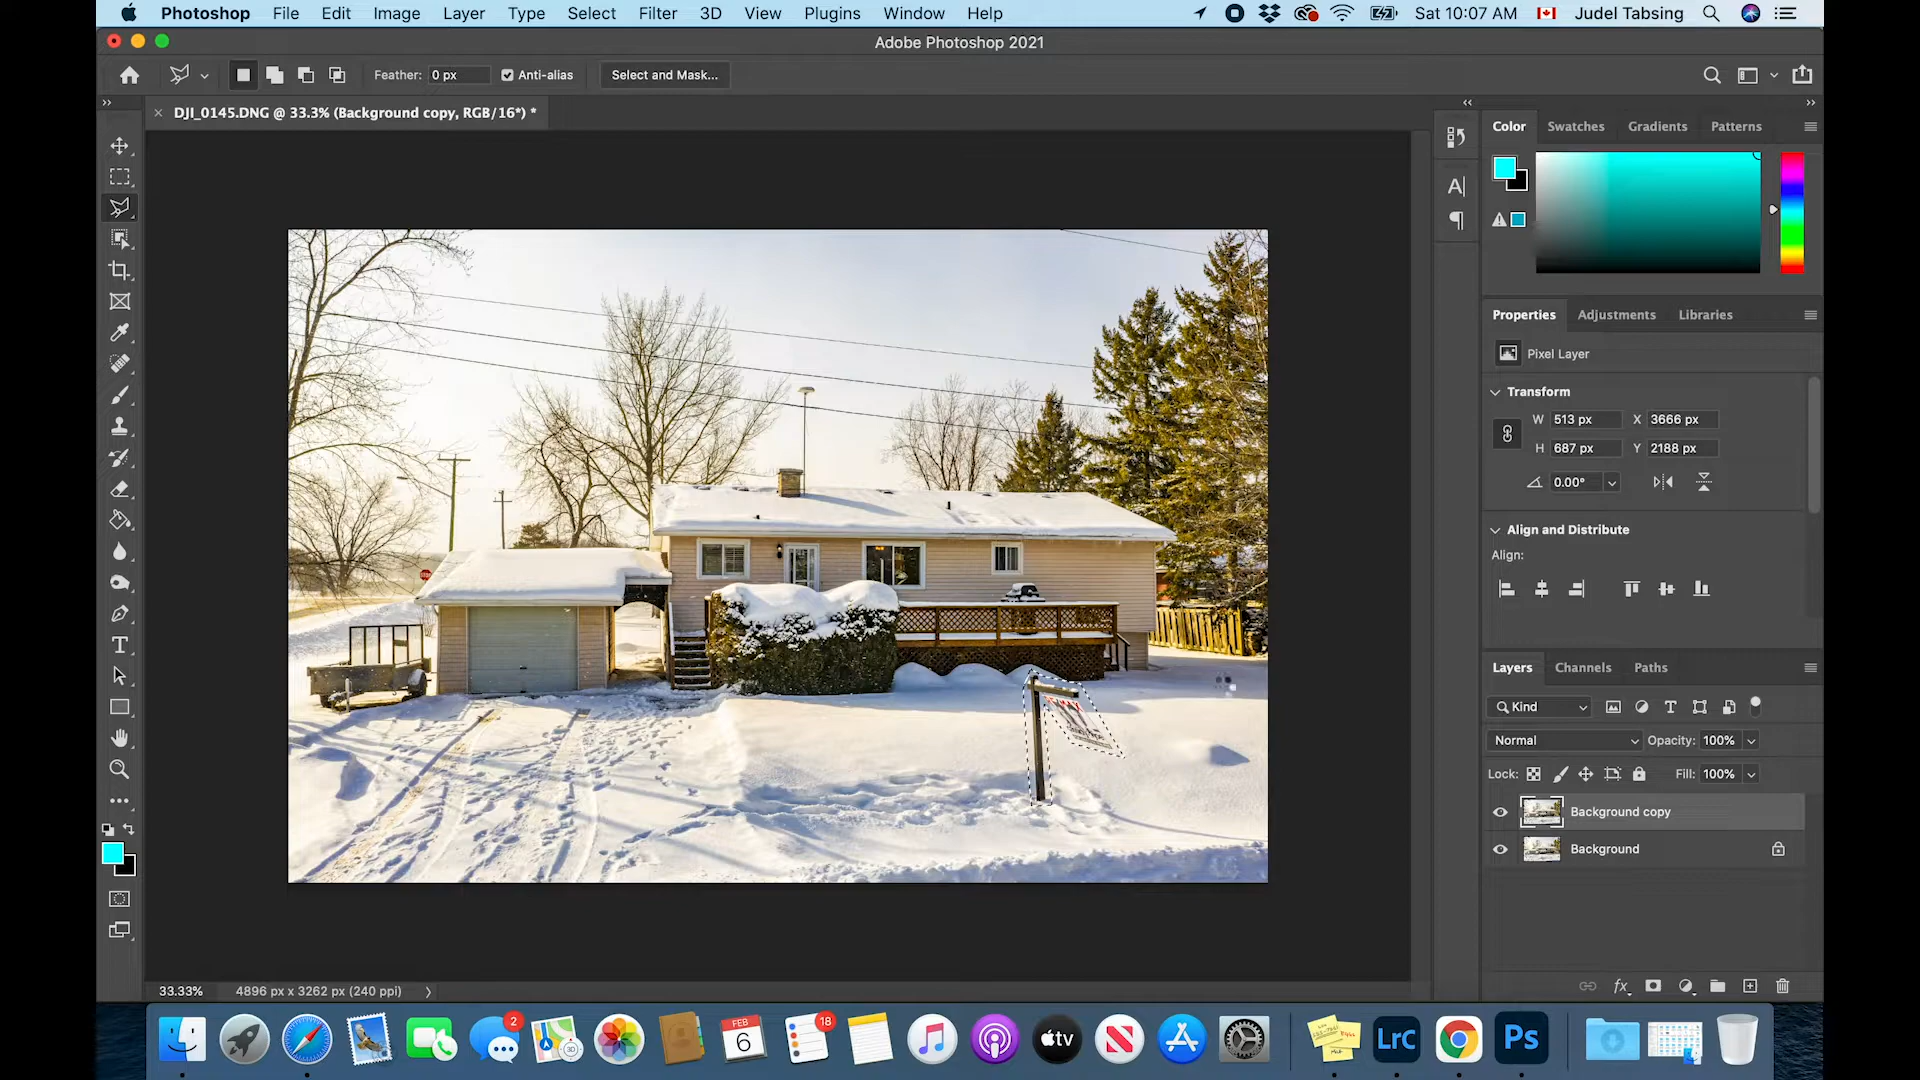 Photoshop File Edit Image Layer Type Select Filter 3D View Plugins Window Help Sat 10:07 AM Judel Tabsing
Adobe Photoshop 2021
Feather: 0 px Anti-alias Select and Mask...
DJI_0145.DNG @ 33.3% (Background copy, RGB/16*) *
Color Swatches Gradients Patterns
Properties Adjustments Libraries
Pixel Layer
Transform
W 513 px X 3666 px
H 687 px Y 2188 px
0.00°
Align and Distribute
Align:
Layers Channels Paths
Kind
Normal Opacity: 100%
Lock: Fill: 100%
Background copy
Background
33.33% 4896 px x 3262 px (240 ppi)
2
30
FEB
6
18
tv
LrC
Ps